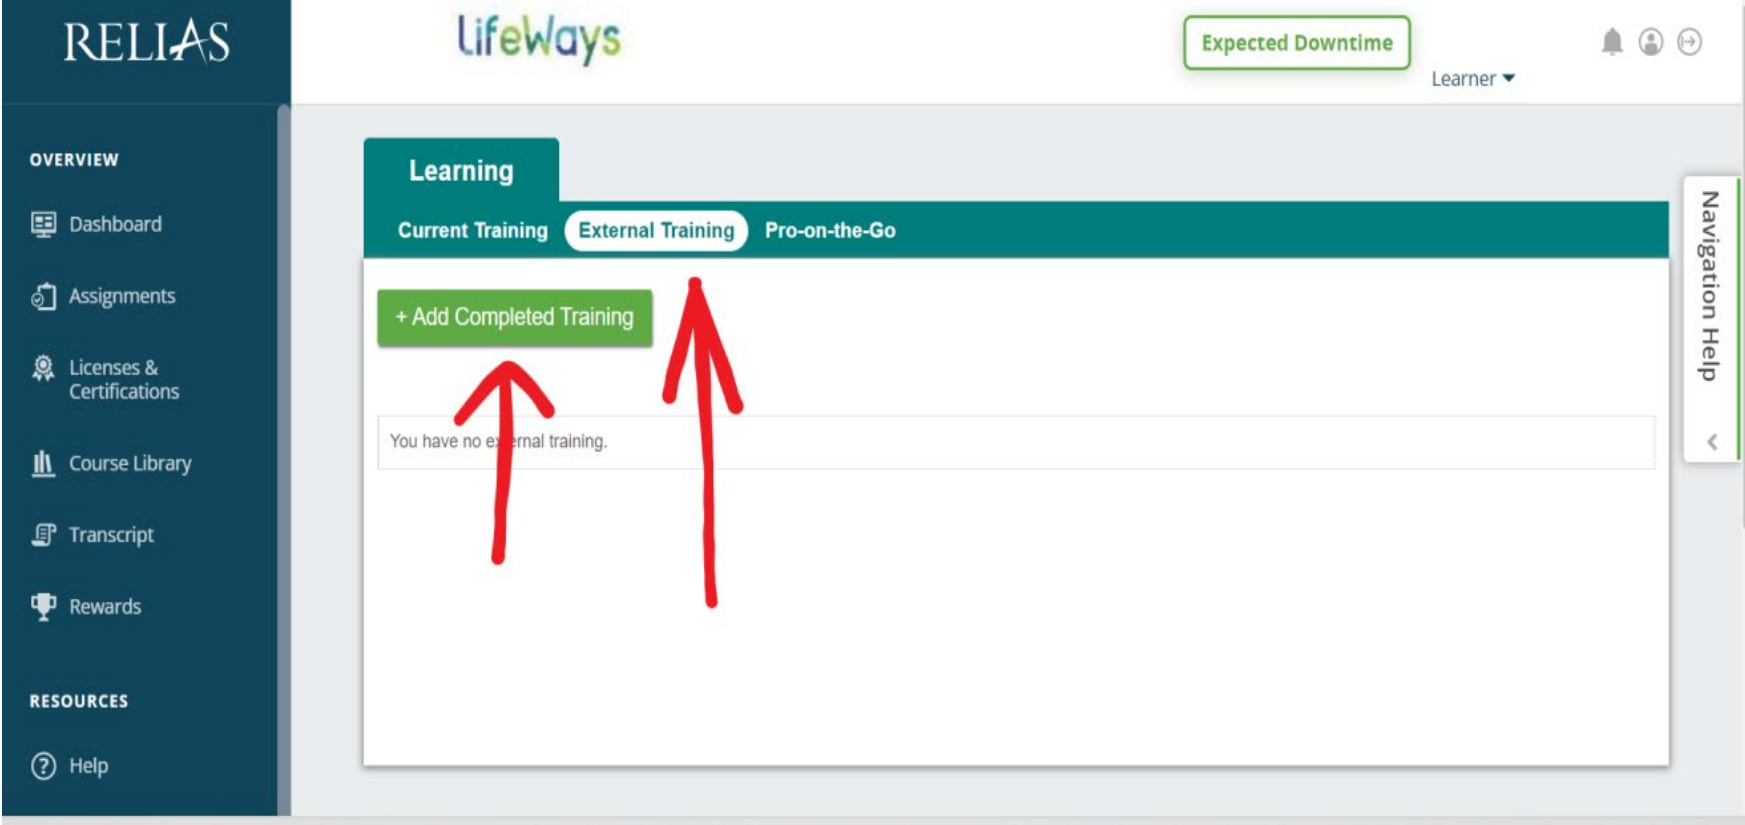 RELIAS
LifeWays
Expected Downtime
Learner
OVERVIEW
Dashboard
Assignments
Licenses &
Certifications
Course Library
Transcript
Rewards
RESOURCES
Help
Learning
Current Training External Training Pro-on-the-Go
+ Add Completed Training
You have no external training.
Navigation Help